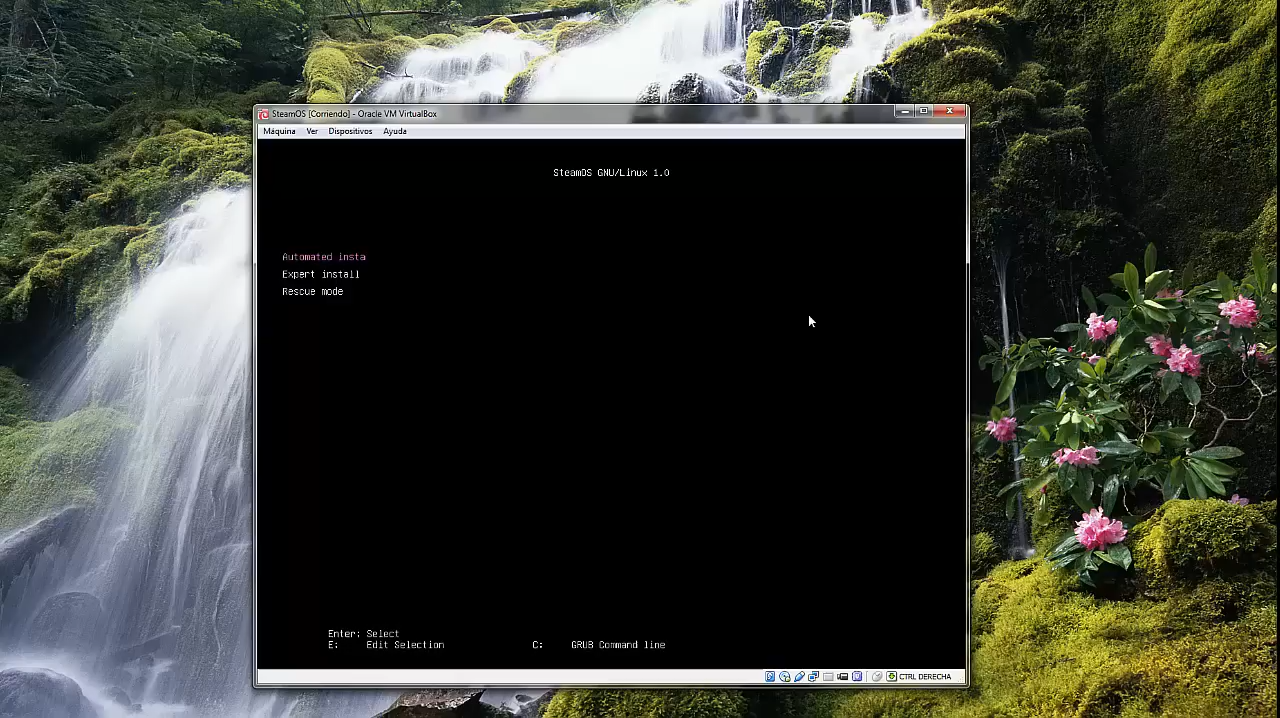 SteamOS [Corriendo] - Oracle VM VirtualBox
Máquina Ver Dispositivos Ayuda
SteamOS GNU/Linux 1.0
Automated insta
Expert install
Rescue mode
Enter: Select
E: Edit Selection C: GRUB Command line
CTRL DERECHA